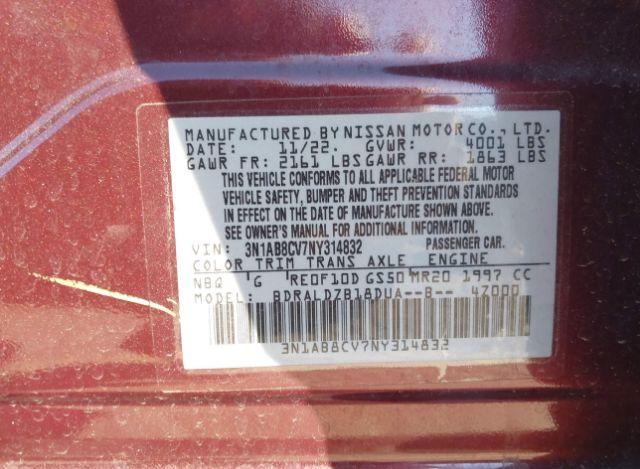 MANUFACTURED BY NISSAN MOTOR CO., LTD.
DATE: 11/22. GVWR: 4001 LBS
GAWR FR: 2161 LBS GAWR RR: 1863 LBS
THIS VEHICLE CONFORMS TO ALL APPLICABLE FEDERAL MOTOR
VEHICLE SAFETY, BUMPER AND THEFT PREVENTION STANDARDS
IN EFFECT ON THE DATE OF MANUFACTURE SHOWN ABOVE.
SEE OWNER'S MANUAL FOR ADDITIONAL INFORMATION.
VIN: 3N1AB8CV7NY314832 PASSENGER CAR.
COLOR TRIM TRANS AXLE ENGINE
NBQ 'G RE0F10D GS50 MR20 1997 CC
MODEL: BDRALDZB18DUA--B-- 47000
3N1AB8CV7NY314832